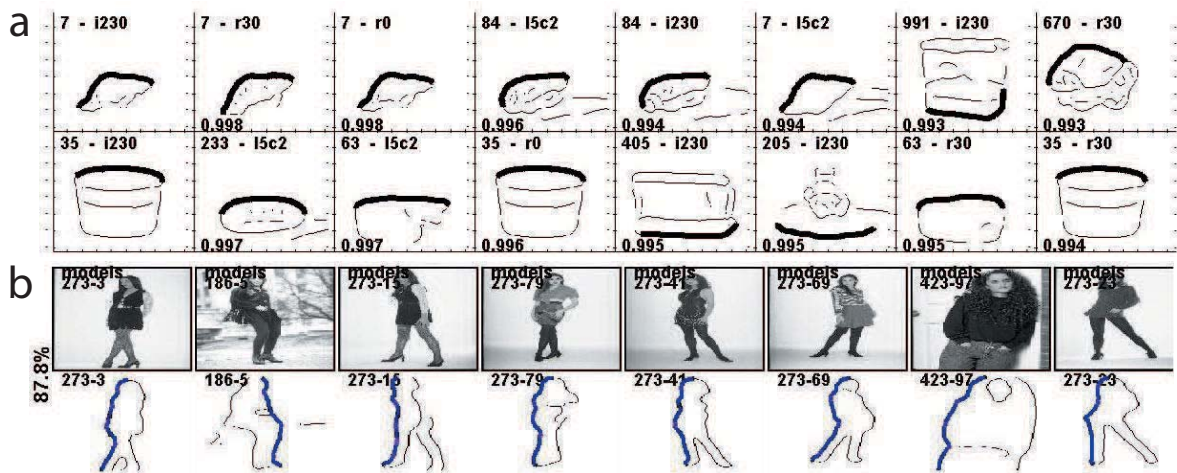 a
7 - i230 7 - r30 7 - r0 84 - l5c2 84 - i230 7 - l5c2 991 - i230 670 - r30
0.998 0.998 0.996 0.994 0.994 0.993 0.993
35 - i230 233 - l5c2 63 - l5c2 35 - r0 405 - i230 205 - i230 63 - r30 35 - r30
0.997 0.997 0.996 0.995 0.995 0.995 0.994
b
models models models models models models models models
273-3 186-5 273-15 273-79 273-41 273-69 423-97 273-23
87.8%
273-3 186-5 273-15 273-79 273-41 273-69 423-97 273-23